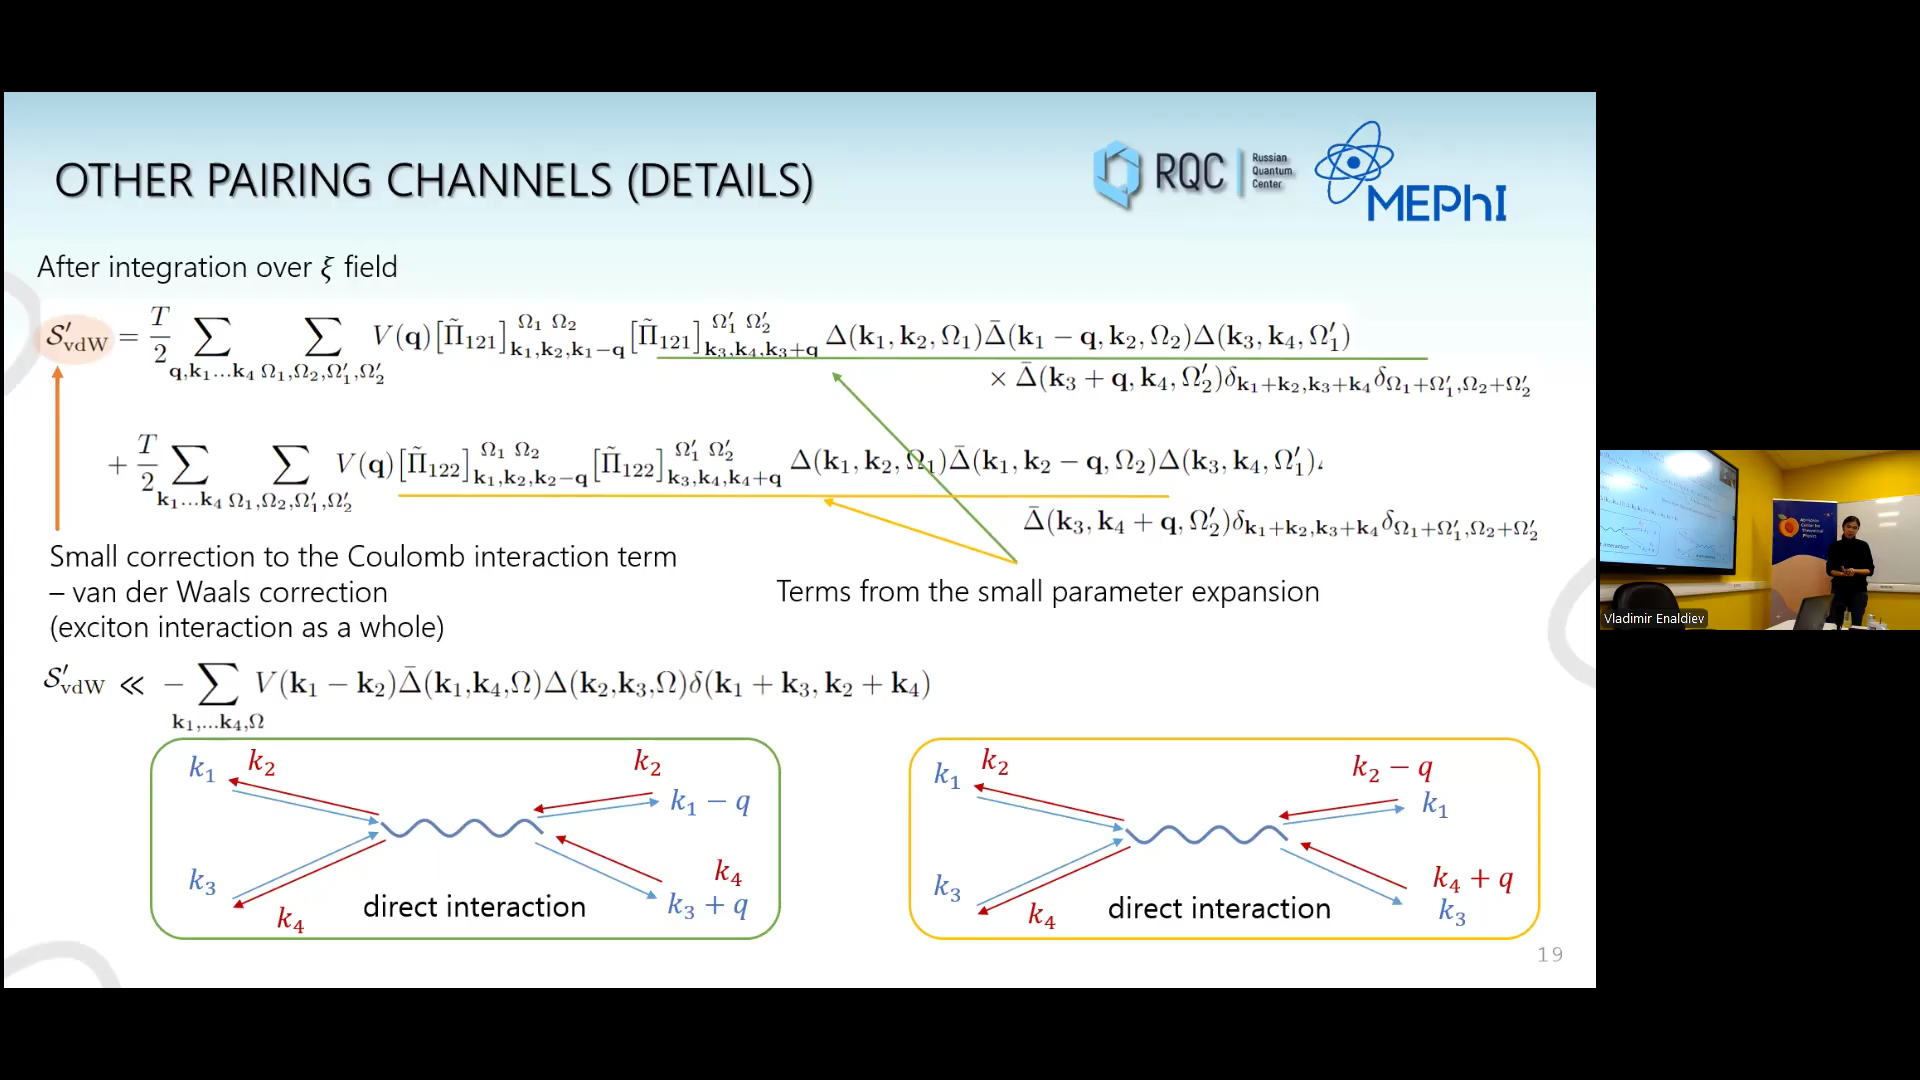 OTHER PAIRING CHANNELS (DETAILS)
RQC
Russian
Quantum
Center
MEPhI
After integration over ξ field
S′_vdW = T/2 ∑_{q,k₁…k₄} ∑_{Ω₁,Ω₂,Ω′₁,Ω′₂} V(q)[Π̃₁₂₁]^{Ω₁ Ω₂}_{k₁,k₂,k₁−q} [Π̃₁₂₁]^{Ω′₁ Ω′₂}_{k₃,k₄,k₃+q} Δ(k₁,k₂,Ω₁)Δ̄(k₁ − q,k₂,Ω₂)Δ(k₃,k₄,Ω′₁)
× Δ̄(k₃ + q,k₄,Ω′₂)δ_{k₁+k₂,k₃+k₄}δ_{Ω₁+Ω′₁,Ω₂+Ω′₂}
+ T/2 ∑_{k₁…k₄} ∑_{Ω₁,Ω₂,Ω′₁,Ω′₂} V(q)[Π̃₁₂₂]^{Ω₁ Ω₂}_{k₁,k₂,k₂−q} [Π̃₁₂₂]^{Ω′₁ Ω′₂}_{k₃,k₄,k₄+q} Δ(k₁,k₂,Ω₁)Δ̄(k₁,k₂ − q,Ω₂)Δ(k₃,k₄,Ω′₁)
Δ̄(k₃,k₄ + q,Ω′₂)δ_{k₁+k₂,k₃+k₄}δ_{Ω₁+Ω′₁,Ω₂+Ω′₂}
Small correction to the Coulomb interaction term
– van der Waals correction
(exciton interaction as a whole)
Terms from the small parameter expansion
S′_vdW ≪ − ∑_{k₁,…k₄,Ω} V(k₁ − k₂)Δ̄(k₁,k₄,Ω)Δ(k₂,k₃,Ω)δ(k₁ + k₃,k₂ + k₄)
k₁
k₂
k₂
k₁ − q
k₃
k₄
k₄
k₃ + q
direct interaction
k₁
k₂
k₂ − q
k₁
k₃
k₄
k₄ + q
k₃
direct interaction
19
Vladimir Enaldiev